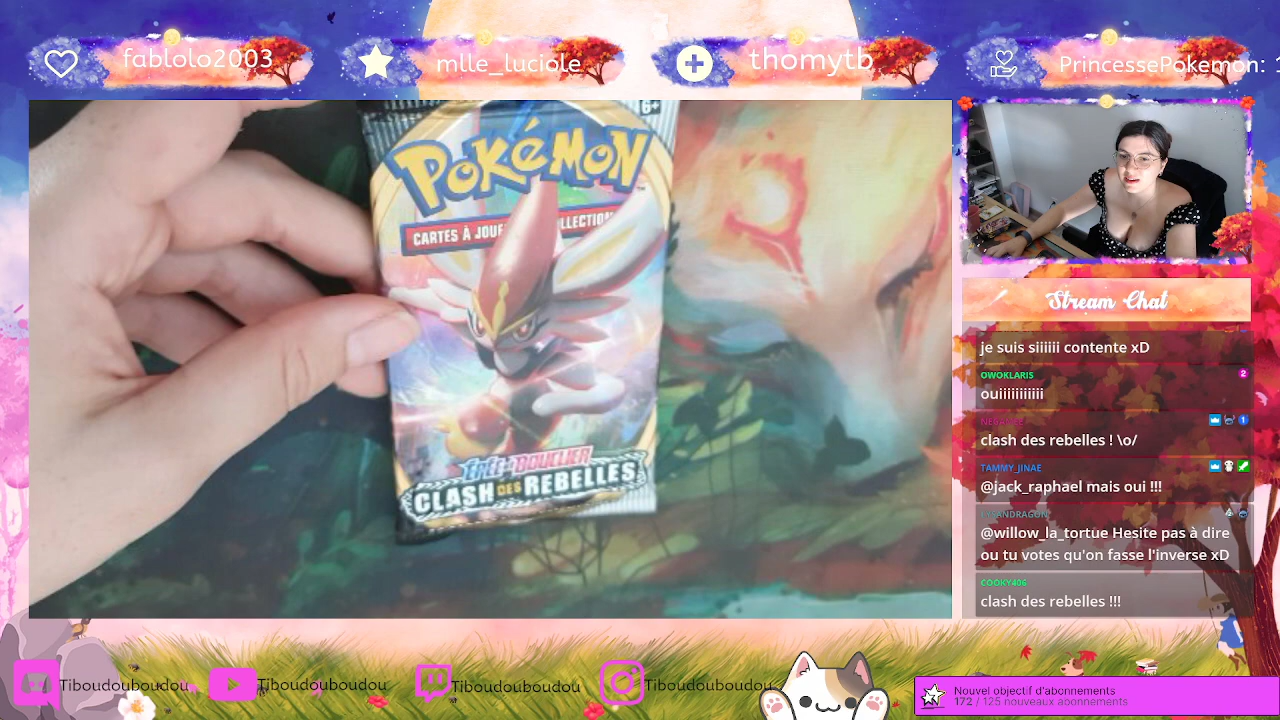 fablolo2003
mlle_luciole
thomytb
PrincessePokemon: 1
6+
POKÉMON
CARTES À JOUER
ÉPÉE ET BOUCLIER
CLASH DES REBELLES
Stream Chat
je suis siiiiii contente xD
OWOKLARIS 2
ouiiiiiiiiiii
1
clash des rebelles ! \o/
TAMMY_JINAE
@jack_raphael mais oui !!!
@willow_la_tortue Hesite pas à dire
ou tu votes qu'on fasse l'inverse xD
COOKY406
clash des rebelles !!!
Tiboudouboudou
Tiboudouboudou
Tiboudouboudou
Tiboudouboudou
Nouvel objectif d'abonnements
172 / 125 nouveaux abonnements